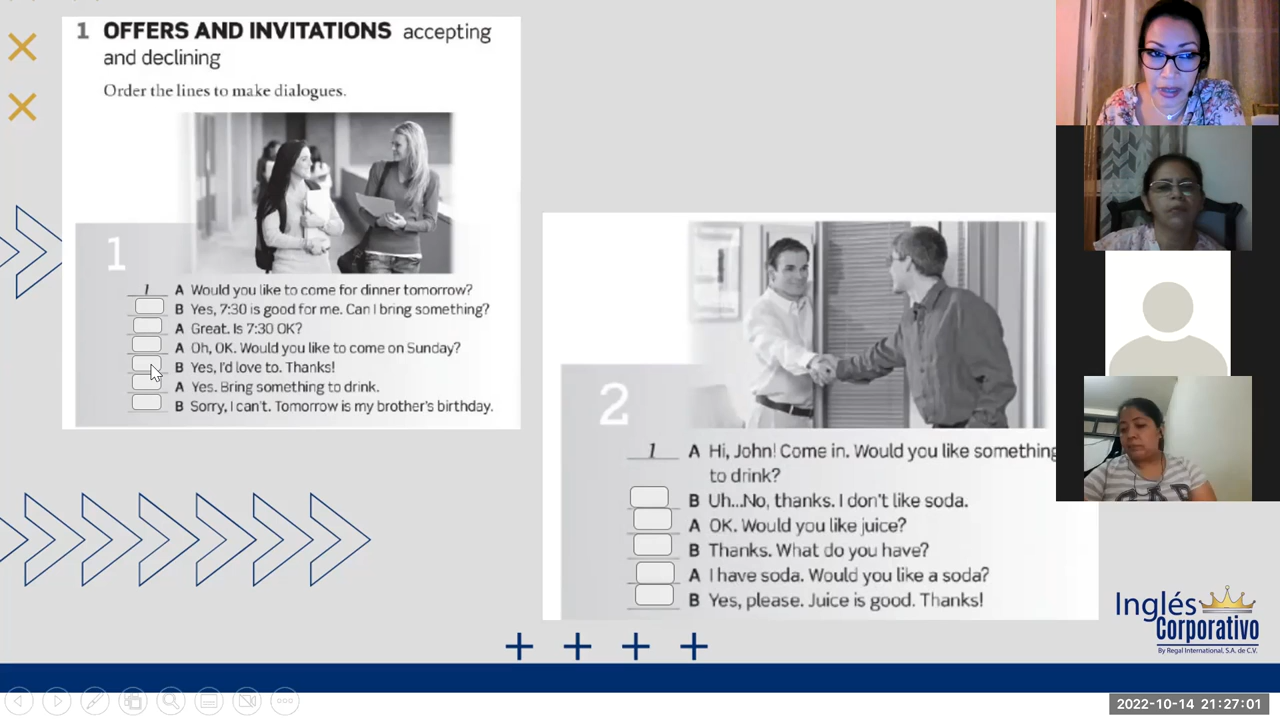 1 OFFERS AND INVITATIONS accepting
and declining
Order the lines to make dialogues.
1
1 A Would you like to come for dinner tomorrow?
B Yes, 7:30 is good for me. Can I bring something?
A Great. Is 7:30 OK?
A Oh, OK. Would you like to come on Sunday?
B Yes, I'd love to. Thanks!
A Yes. Bring something to drink.
B Sorry, I can't. Tomorrow is my brother's birthday.
2
1 A Hi, John! Come in. Would you like something
to drink?
B Uh...No, thanks. I don't like soda.
A OK. Would you like juice?
B Thanks. What do you have?
A I have soda. Would you like a soda?
B Yes, please. Juice is good. Thanks!
Inglés
Corporativo
By Regal International, S.A. de C.V.
2022-10-14 21:27:01